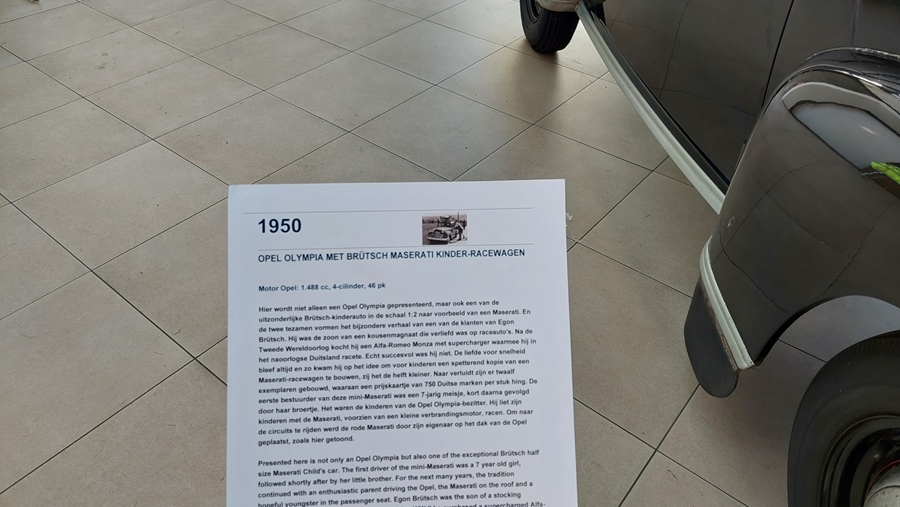 1950
OPEL OLYMPIA MET BRÜTSCH MASERATI KINDER-RACEWAGEN
Motor Opel: 1.488 cc, 4-cilinder, 46 pk
Hier wordt niet alleen een Opel Olympia gepresenteerd, maar ook een van de
uitzonderlijke Brütsch-kinderauto in de schaal 1:2 naar voorbeeld van een Maserati. En
de twee tezamen vormen het bijzondere verhaal van een van de klanten van Egon
Brütsch. Hij was de zoon van een kousenmagnaat die verliefd was op raceauto's. Na de
Tweede Wereldoorlog kocht hij een Alfa-Romeo Monza met supercharger waarmee hij in
het naoorlogse Duitsland racete. Echt succesvol was hij niet. De liefde voor snelheid
bleef altijd en zo kwam hij op het idee om voor kinderen een spetterend kopie van een
Maserati-racewagen te bouwen, zij het de helft kleiner. Naar verluidt zijn er twaalf
exemplaren gebouwd, waaraan een prijskaartje van 750 Duitse marken per stuk hing. De
eerste bestuurder van deze mini-Maserati was een 7-jarig meisje, kort daarna gevolgd
door haar broertje. Het waren de kinderen van de Opel Olympia-bezitter. Hij liet zijn
kinderen met de Maserati, voorzien van een kleine verbrandingsmotor, racen. Om naar
de circuits te rijden werd de rode Maserati door zijn eigenaar op het dak van de Opel
geplaatst, zoals hier getoond.
Presented here is not only an Opel Olympia but also one of the exceptional Brütsch half
size Maserati Child's car. The first driver of the mini-Maserati was a 7 year old girl,
followed shortly after by her little brother. For the next many years, the tradition
continued with an enthusiastic parent driving the Opel, the Maserati on the roof and a
hopeful youngster in the passenger seat. Egon Brütsch was the son of a stocking
purchased a supercharged Alfa-